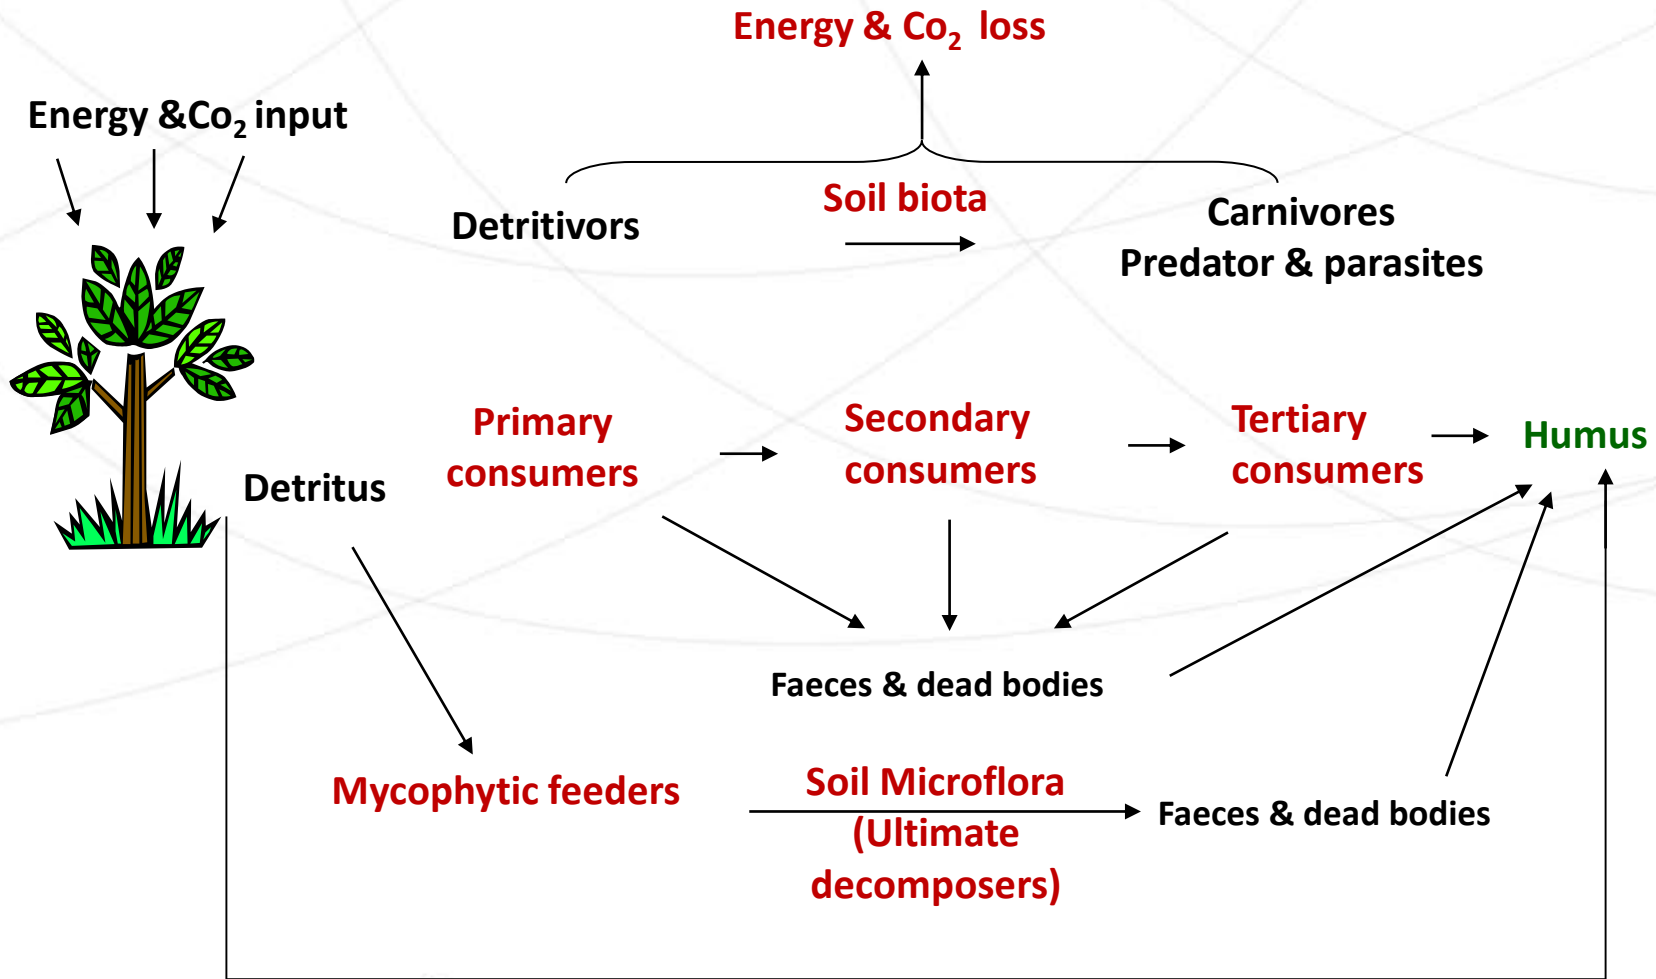 Energy & Co₂ loss
Energy &Co₂ input
Soil biota
Detritivors
Carnivores
Predator & parasites
Primary
consumers
Secondary
consumers
Tertiary
consumers
Humus
Detritus
Faeces & dead bodies
Mycophytic feeders
Soil Microflora
(Ultimate
decomposers)
Faeces & dead bodies